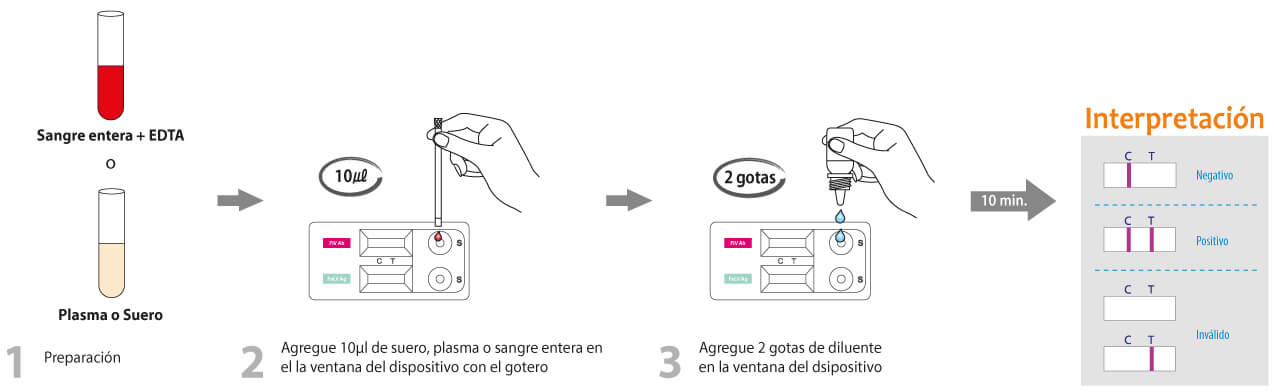 Sangre entera + EDTA
o
Plasma o Suero
1 Preparación
10㎕
FIV Ab
C T
S
FeLV Ag
S
2 Agregue 10µl de suero, plasma o sangre entera en
el la ventana del dispositivo con el gotero
2 gotas
FIV Ab
C T
S
FeLV Ag
S
3 Agregue 2 gotas de diluente
en la ventana del dsipositivo
10 min.
Interpretación
C T
Negativo
C T
Positivo
C T
Inválido
C T